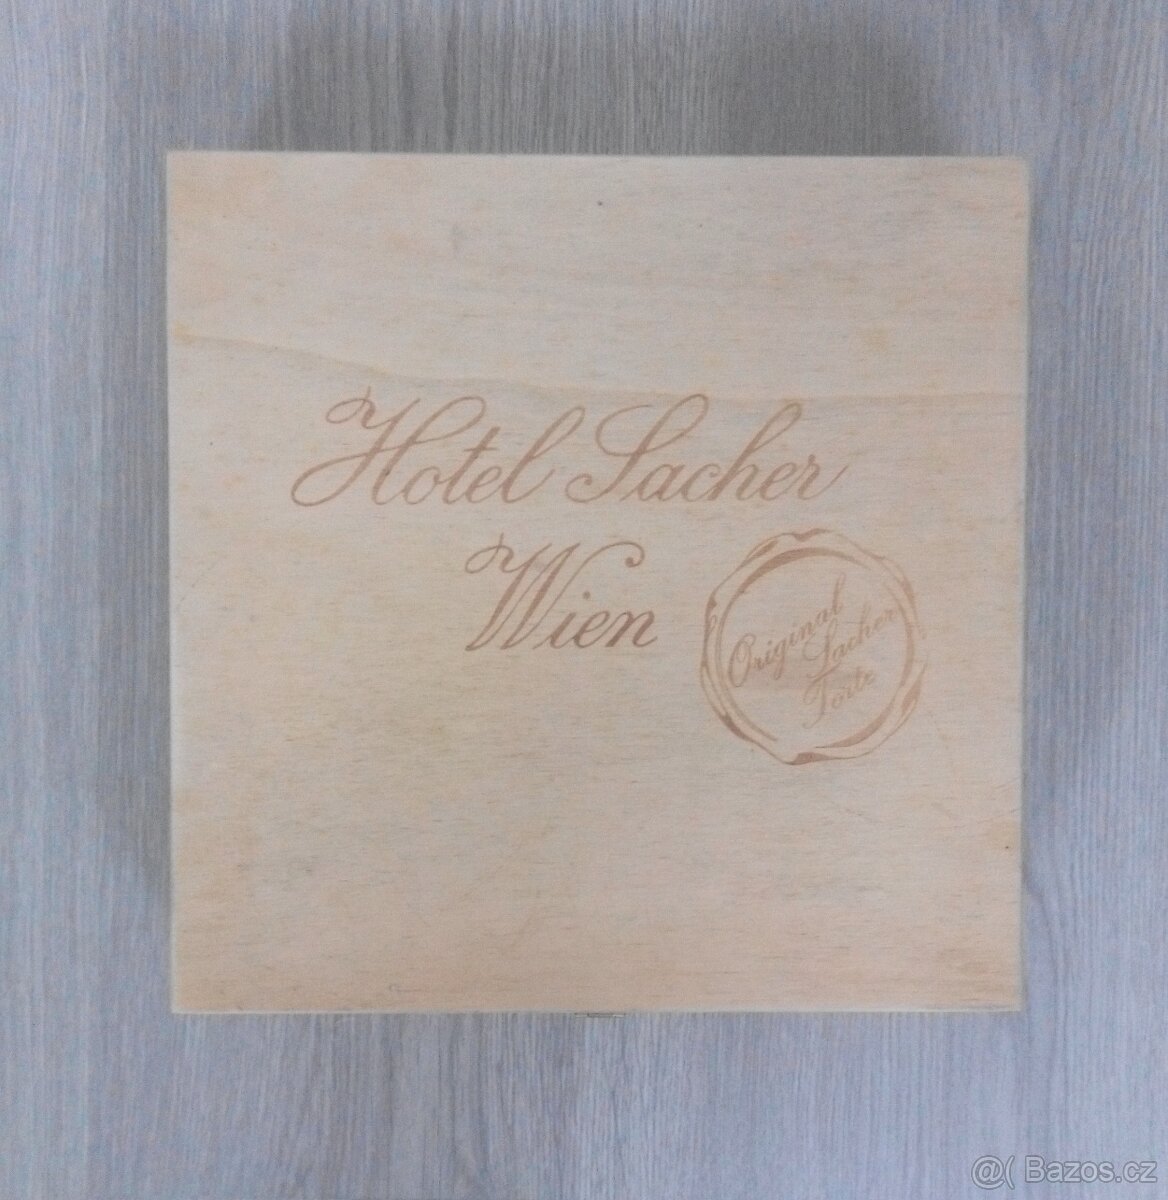 Hotel Sacher
Wien
Original
Sacher
Torte
@( Bazos.cz